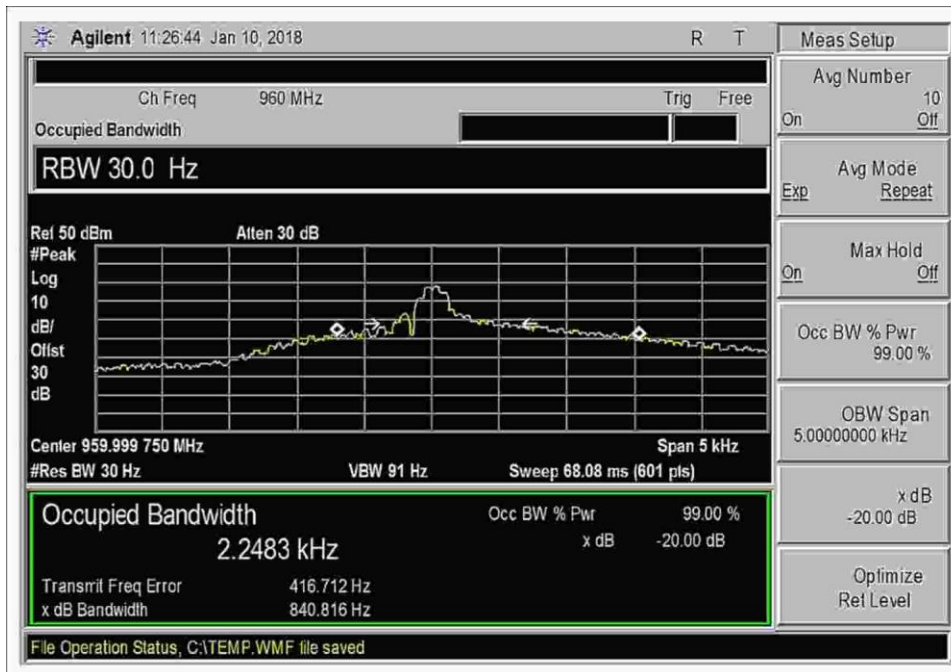 Agilent 11:26:44 Jan 10, 2018 R T
Ch Freq 960 MHz Trig Free
Occupied Bandwidth
RBW 30.0 Hz
Ref 50 dBm Atten 30 dB
#Peak
Log
10
dB/
Offst
30
dB
Center 959.999 750 MHz Span 5 kHz
#Res BW 30 Hz VBW 91 Hz Sweep 68.08 ms (601 pts)
Occupied Bandwidth Occ BW % Pwr 99.00 %
2.2483 kHz x dB -20.00 dB
Transmit Freq Error 416.712 Hz
x dB Bandwidth 840.816 Hz
File Operation Status, C:\TEMP.WMF file saved
Meas Setup
Avg Number
10
On Off
Avg Mode
Exp Repeat
Max Hold
On Off
Occ BW % Pwr
99.00 %
OBW Span
5.00000000 kHz
x dB
-20.00 dB
Optimize
Ref Level